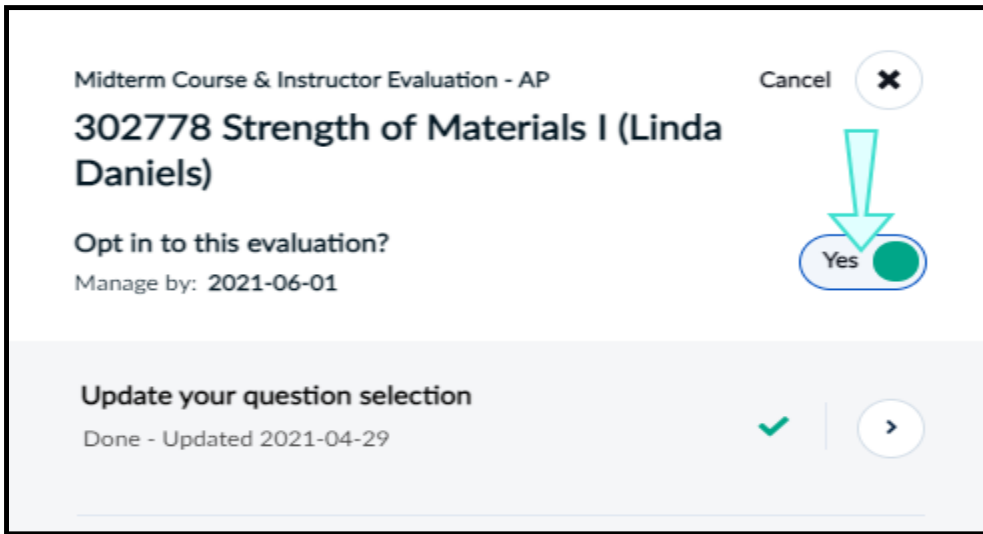 Midterm Course & Instructor Evaluation - AP
Cancel
302778 Strength of Materials I (Linda
Daniels)
Opt in to this evaluation?
Manage by: 2021-06-01
Yes
Update your question selection
Done - Updated 2021-04-29